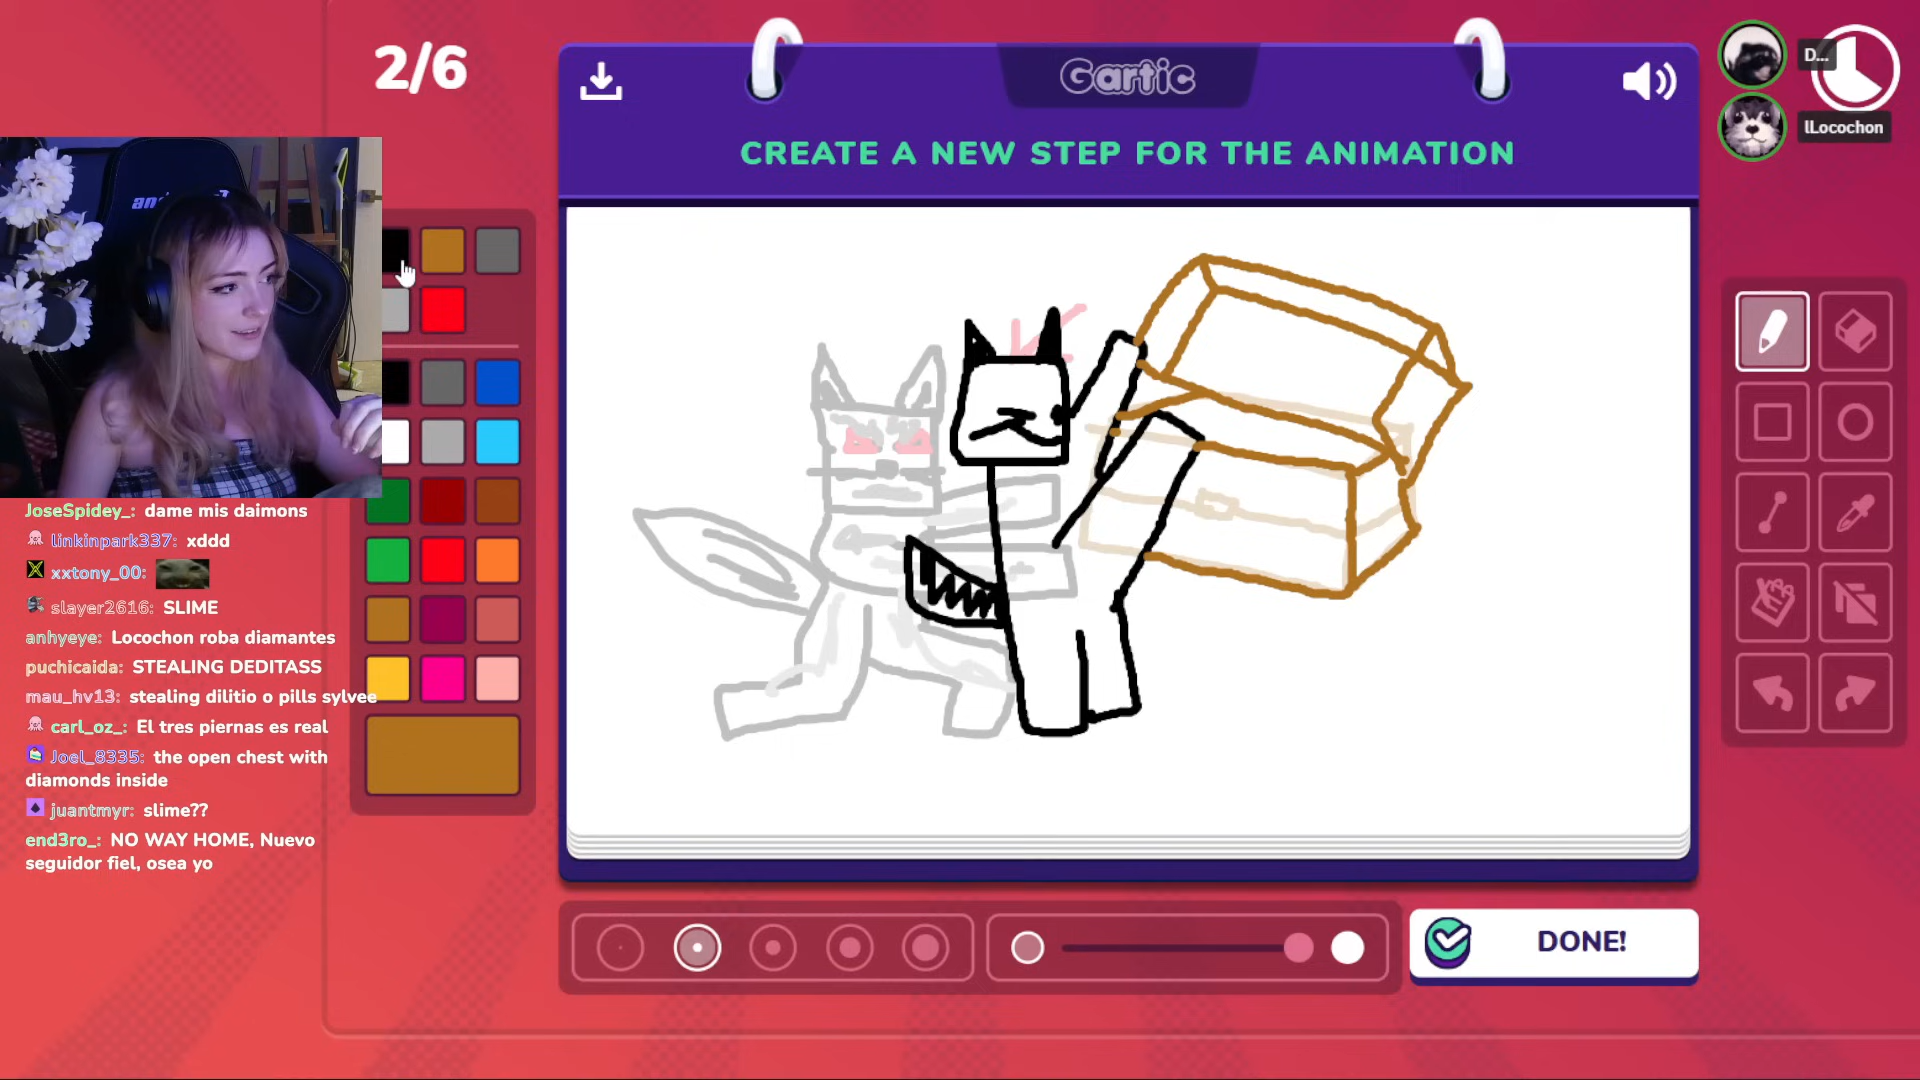 2/6
Gartic
CREATE A NEW STEP FOR THE ANIMATION
D...
lLocochon
JoseSpidey_: dame mis daimons
linkinpark337: xddd
xxtony_00:
slayer2616: SLIME
anhyeye: Locochon roba diamantes
puchicaida: STEALING DEDITASS
mau_hv13: stealing dilitio o pills sylvee
carl_oz_: El tres piernas es real
Joel_8335: the open chest with
diamonds inside
juantmyr: slime??
end3ro_: NO WAY HOME, Nuevo
seguidor fiel, osea yo
DONE!